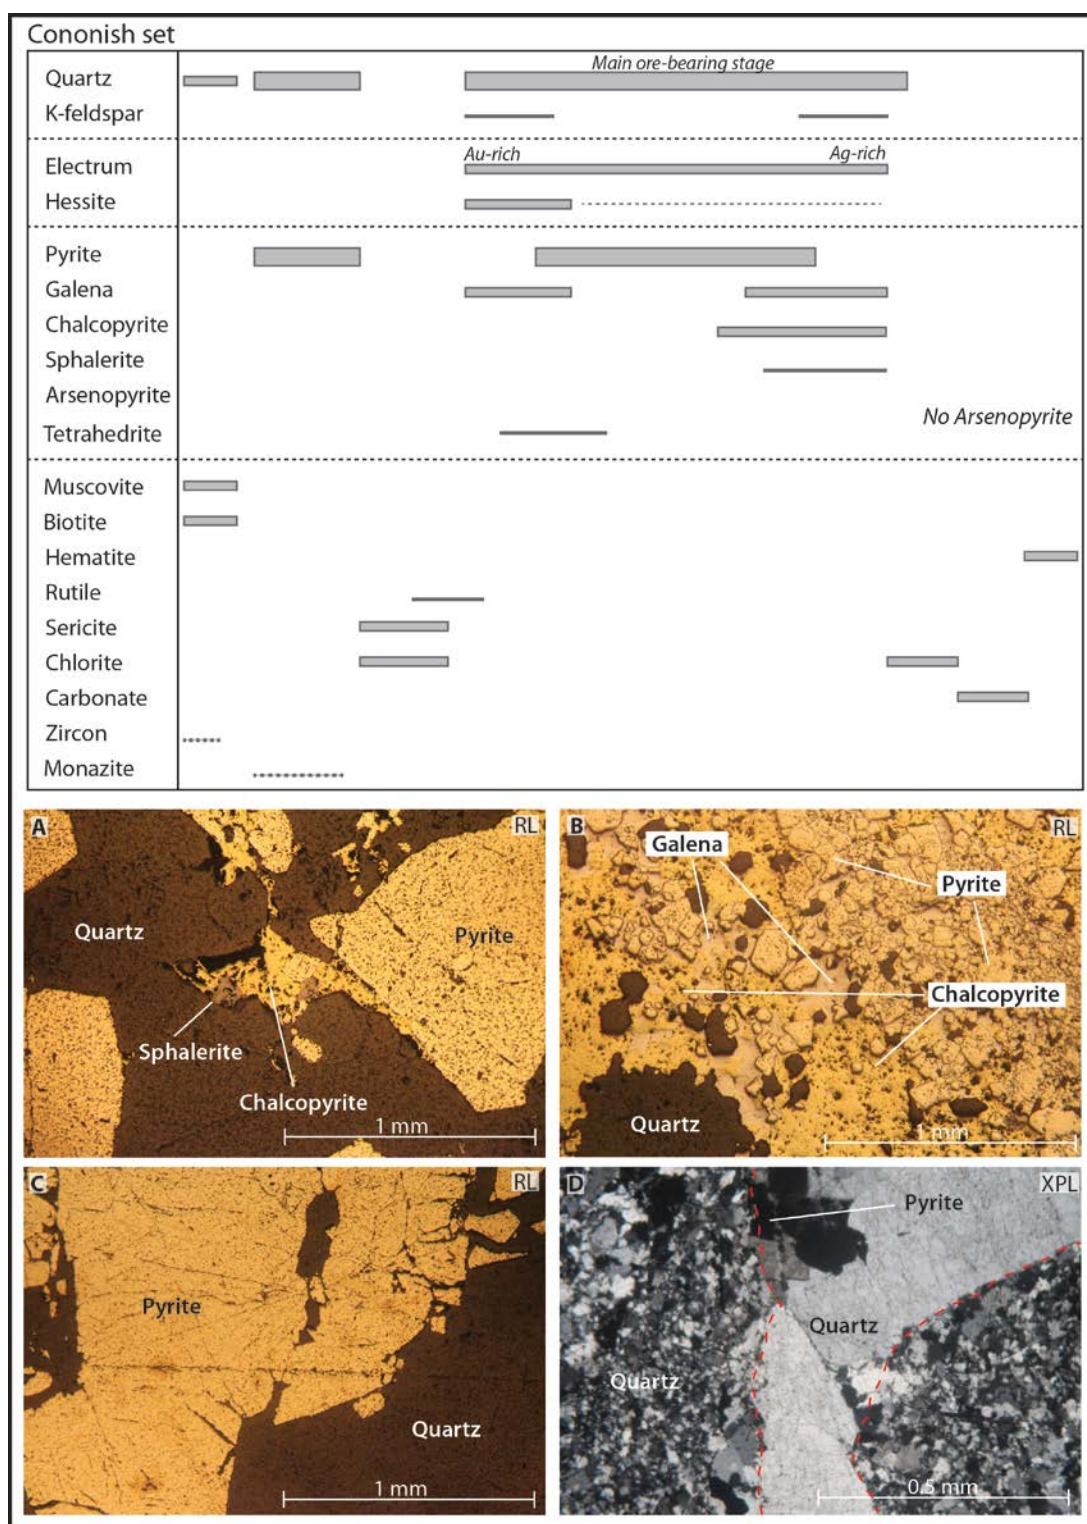 Cononish set
Quartz
Main ore-bearing stage
K-feldspar
Electrum
Au-rich
Ag-rich
Hessite
Pyrite
Galena
Chalcopyrite
Sphalerite
Arsenopyrite
No Arsenopyrite
Tetrahedrite
Muscovite
Biotite
Hematite
Rutile
Sericite
Chlorite
Carbonate
Zircon
Monazite
A
RL
Quartz
Pyrite
Sphalerite
Chalcopyrite
1 mm
B
RL
Galena
Pyrite
Chalcopyrite
Quartz
1 mm
C
RL
Pyrite
Quartz
1 mm
D
XPL
Pyrite
Quartz
Quartz
0.5 mm